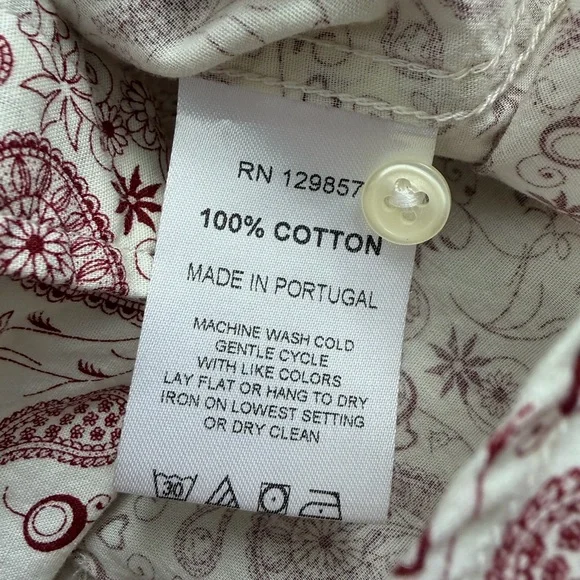 RN 129857
100% COTTON
MADE IN PORTUGAL
MACHINE WASH COLD
GENTLE CYCLE
WITH LIKE COLORS
LAY FLAT OR HANG TO DRY
IRON ON LOWEST SETTING
OR DRY CLEAN
30